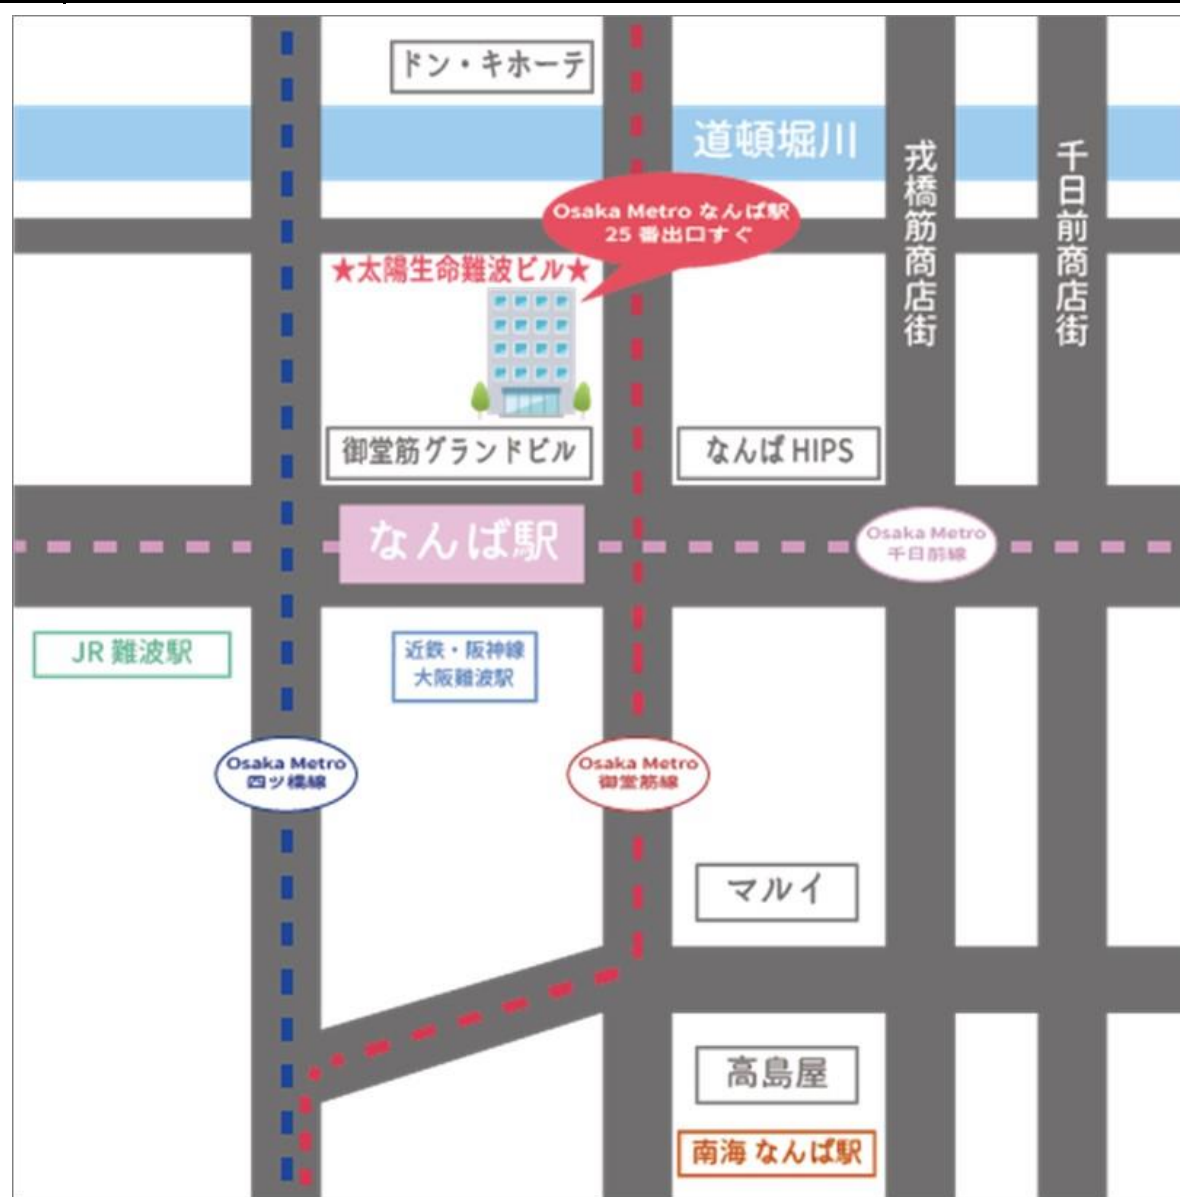 ドン・キホーテ
道頓堀川
戎橋筋商店街
千日前商店街
Osaka Metro なんば駅
25 番出口すぐ
★太陽生命難波ビル★
御堂筋グランドビル
なんば HIPS
なんば駅
Osaka Metro
千日前線
JR 難波駅
近鉄・阪神線
大阪難波駅
Osaka Metro
四ツ橋線
Osaka Metro
御堂筋線
マルイ
高島屋
南海 なんば駅